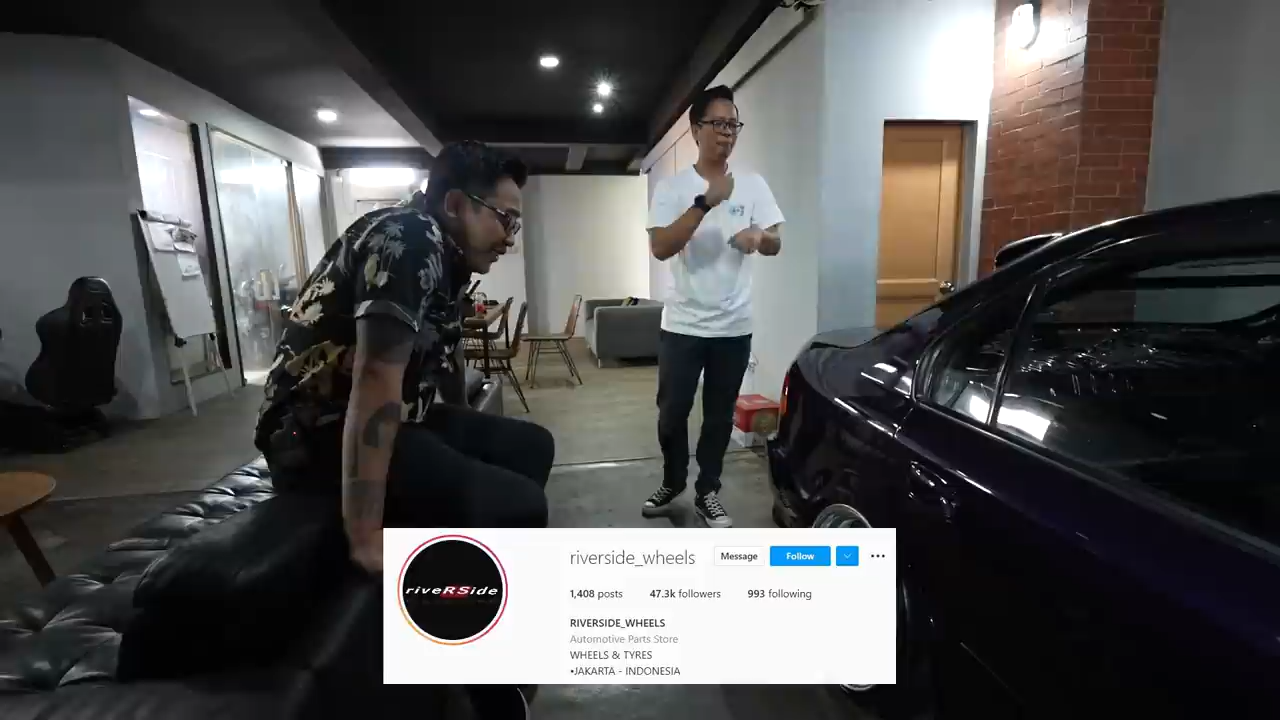 riveRSide
riverside_wheels Message Follow
1,408 posts 47.3k followers 993 following
RIVERSIDE_WHEELS
Automotive Parts Store
WHEELS & TYRES
•JAKARTA - INDONESIA